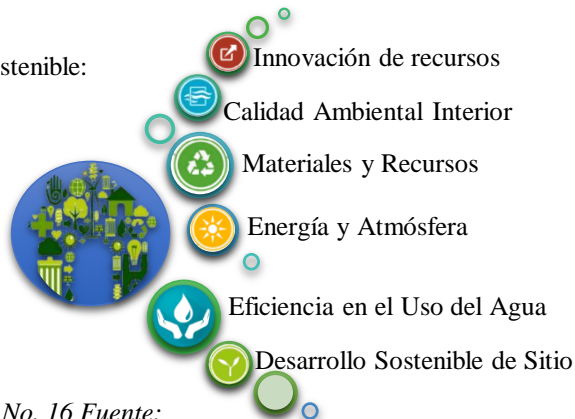 Innovación de recursos
stenible:
Calidad Ambiental Interior
Materiales y Recursos
Energía y Atmósfera
Eficiencia en el Uso del Agua
Desarrollo Sostenible de Sitio
No. 16 Fuente: